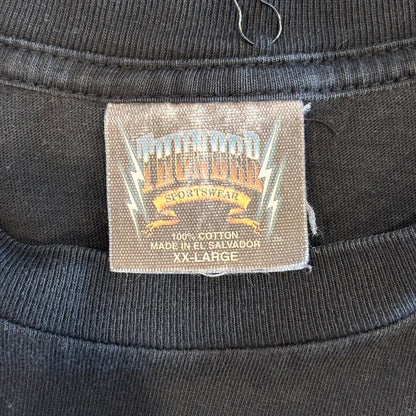 THUNDER
SPORTSWEAR
100% COTTON
MADE IN EL SALVADOR
XX-LARGE